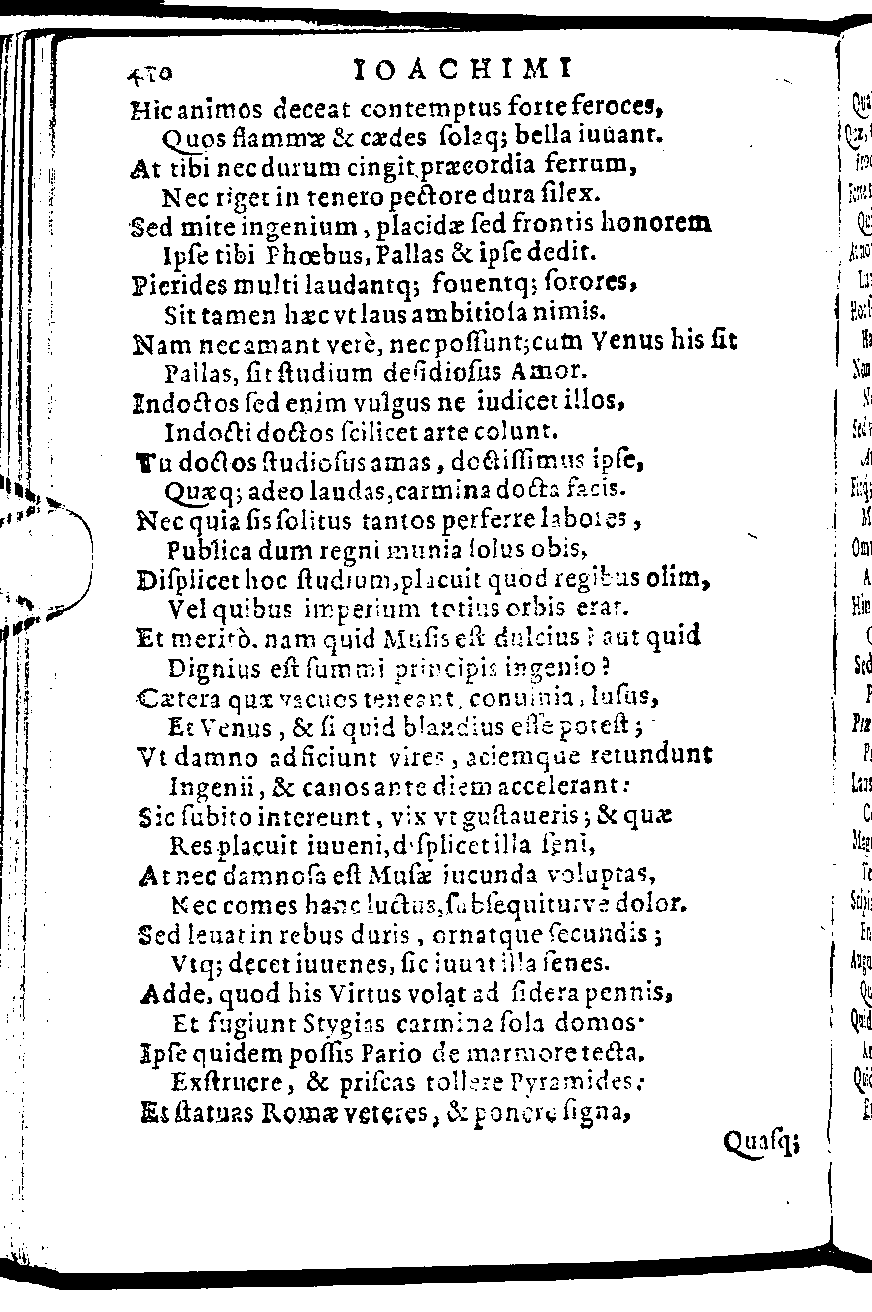 410 IOACHIMI
Hic animos deceat contemptus forte feroces,
Quos flammæ & cædes ſolaq; bella iuuant.
At tibi nec durum cingit præcordia ferrum,
Nec riget in tenero pectore dura ſilex.
Sed mite ingenium, placidæ ſed frontis honorem
Ipſe tibi Phœbus, Pallas & ipſe dedit.
Pierides multi laudantq; fouentq; ſorores,
Sit tamen hæc vt laus ambitioſa nimis.
Nam nec amant verè, nec poſſunt; cum Venus his ſit
Pallas, ſit ſtudium deſidioſus Amor.
Indoctos ſed enim vulgus ne iudicet illos,
Indocti doctos ſcilicet arte colunt.
Tu doctos ſtudioſus amas, doctiſſimus ipſe,
Quæq; adeo laudas, carmina docta facis.
Nec quia ſis ſolitus tantos perferre labores,
Publica dum regni munia ſolus obis,
Diſplicet hoc ſtudium, placuit quod regibus olim,
Vel quibus imperium totius orbis erat.
Et meritò. nam quid Muſis eſt dulcius? aut quid
Dignius eſt ſummi principis ingenio?
Cætera quæ vacuos teneant, conuiuia, luſus,
Et Venus, & ſi quid blandius eſſe poteſt;
Vt damno adficiunt vires, aciemque retundunt
Ingenii, & canos ante diem accelerant:
Sic ſubito intereunt, vix vt guſtaueris; & quæ
Res placuit iuueni, diſplicet illa ſeni,
At nec damnoſa eſt Muſæ iucunda voluptas,
Nec comes hanc luctus, ſubſequiturve dolor.
Sed leuat in rebus duris, ornatque ſecundis;
Vtq; decet iuuenes, ſic iuuat illa ſenes.
Adde, quod his Virtus volat ad ſidera pennis,
Et fugiunt Stygias carmina ſola domos.
Ipſe quidem poſſis Pario de marmore tecta,
Exſtruere, & priſcas tollere Pyramides:
Et ſtatuas Romæ veteres, & ponere ſigna,
Quaſq;